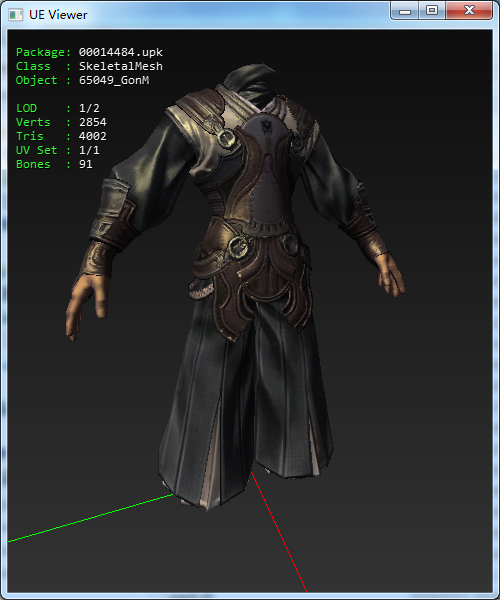 UE Viewer
Package: 00014484.upk
Class : SkeletalMesh
Object : 65049_GonM
LOD : 1/2
Verts : 2854
Tris : 4002
UV Set : 1/1
Bones : 91